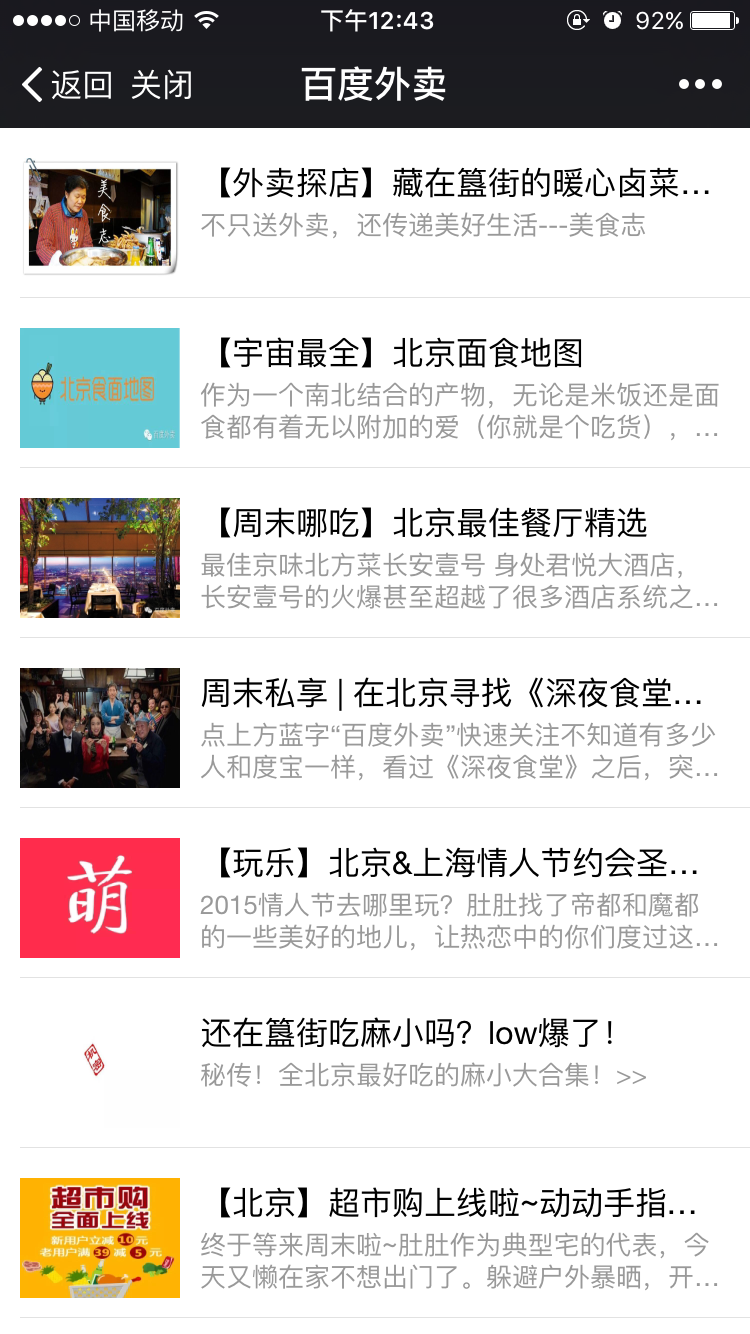 中国移动
下午12:43
92%
返回 关闭
百度外卖
美食志
【外卖探店】藏在簋街的暖心卤菜...
不只送外卖，还传递美好生活---美食志
北京食面地图
【宇宙最全】北京面食地图
作为一个南北结合的产物，无论是米饭还是面
食都有着无以附加的爱（你就是个吃货），...
【周末哪吃】北京最佳餐厅精选
最佳京味北方菜长安壹号 身处君悦大酒店，
长安壹号的火爆甚至超越了很多酒店系统之...
周末私享 | 在北京寻找《深夜食堂...
点上方蓝字“百度外卖”快速关注不知道有多少
人和度宝一样，看过《深夜食堂》之后，突...
萌
【玩乐】北京&上海情人节约会圣...
2015情人节去哪里玩？肚肚找了帝都和魔都
的一些美好的地儿，让热恋中的你们度过这...
还在簋街吃麻小吗？low爆了！
秘传！全北京最好吃的麻小大合集！>>
超市购
全面上线
新用户立减10元
老用户满39减5元
【北京】超市购上线啦~动动手指...
终于等来周末啦~肚肚作为典型宅的代表，今
天又懒在家不想出门了。躲避户外暴晒，开...